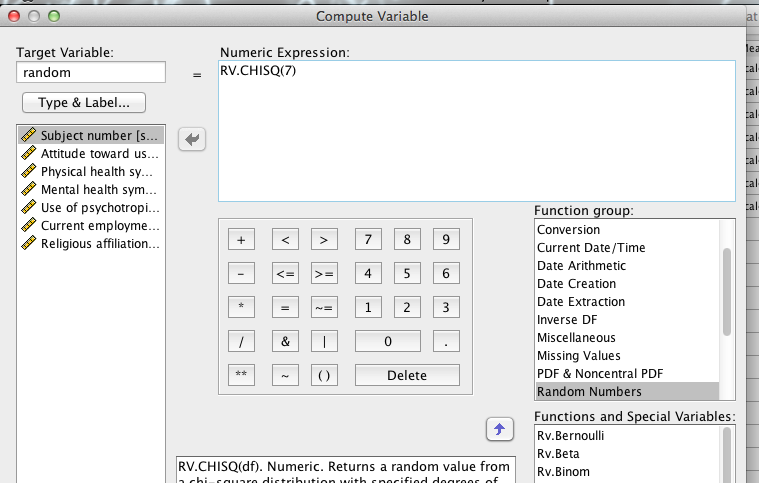 Compute Variable
Target Variable:
random
Type & Label...
=
Numeric Expression:
RV.CHISQ(7)
Subject number [s...
Attitude toward us...
Physical health sy...
Mental health sym...
Use of psychotropi...
Current employme...
Religious affiliation...
+ < > 7 8 9
- <= >= 4 5 6
* = ~= 1 2 3
/ & | 0 .
** ~ ( ) Delete
Function group:
Conversion
Current Date/Time
Date Arithmetic
Date Creation
Date Extraction
Inverse DF
Miscellaneous
Missing Values
PDF & Noncentral PDF
Random Numbers
Functions and Special Variables:
Rv.Bernoulli
Rv.Beta
Rv.Binom
RV.CHISQ(df). Numeric. Returns a random value from
a chi-square distribution with specified degrees of